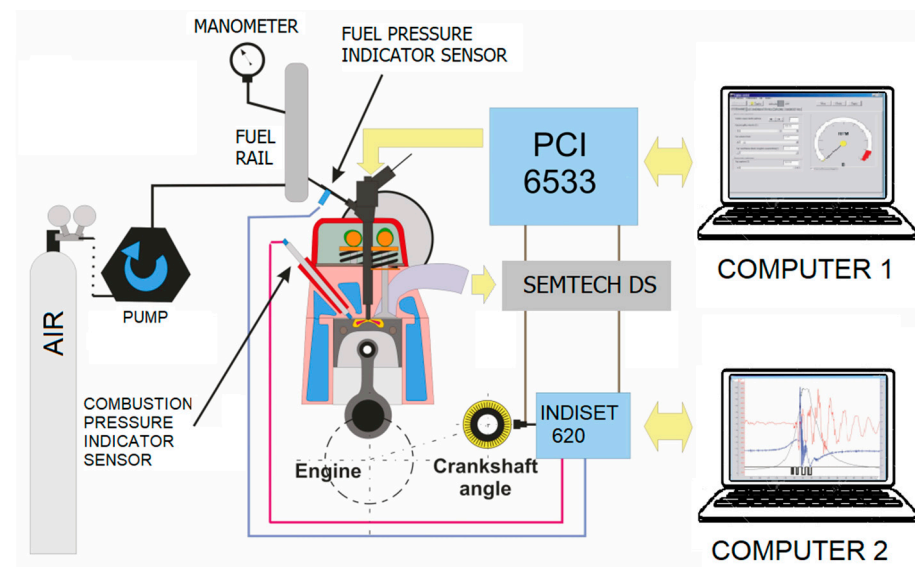 MANOMETER
FUEL PRESSURE
INDICATOR SENSOR
FUEL
RAIL
PCI
6533
COMPUTER 1
AIR
PUMP
SEMTECH DS
COMBUSTION
PRESSURE
INDICATOR
SENSOR
Engine
Crankshaft
angle
INDISET
620
COMPUTER 2